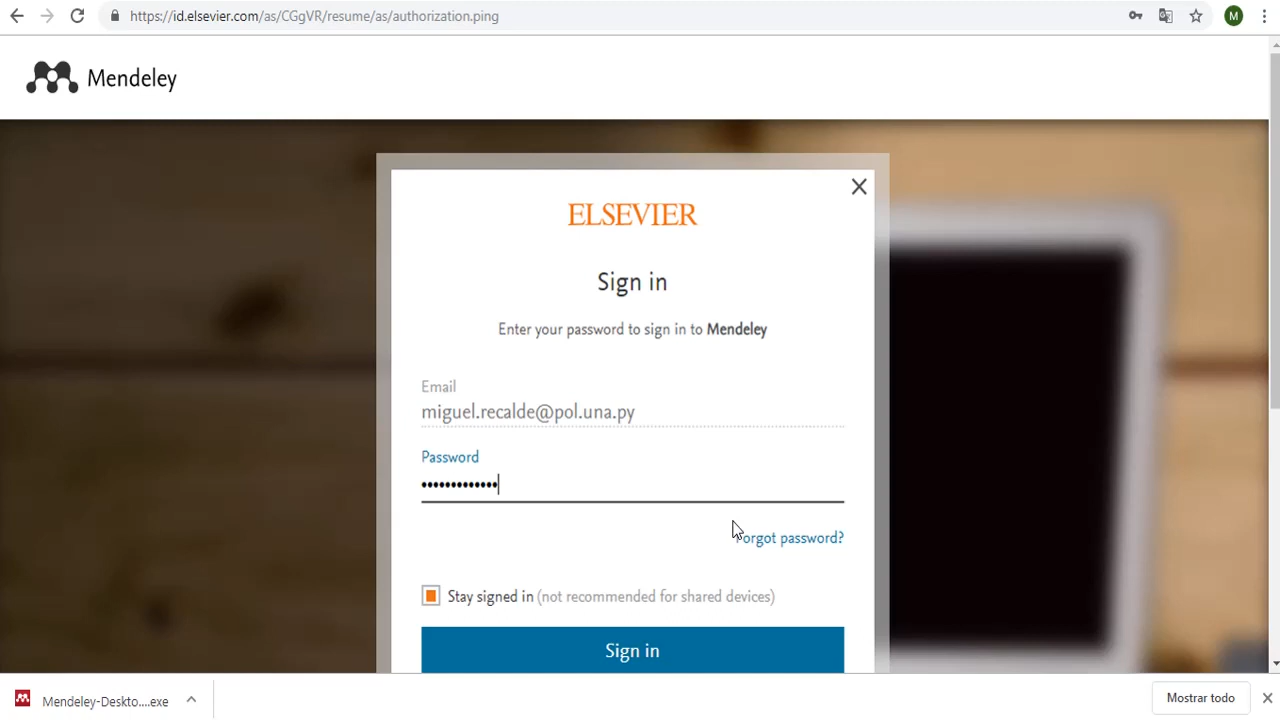 https://id.elsevier.com/as/CGgVR/resume/as/authorization.ping
M
Mendeley
ELSEVIER
Sign in
Enter your password to sign in to Mendeley
Email
miguel.recalde@pol.una.py
Password
•••••••••••••
Forgot password?
Stay signed in (not recommended for shared devices)
Sign in
Mendeley-Deskto....exe
Mostrar todo